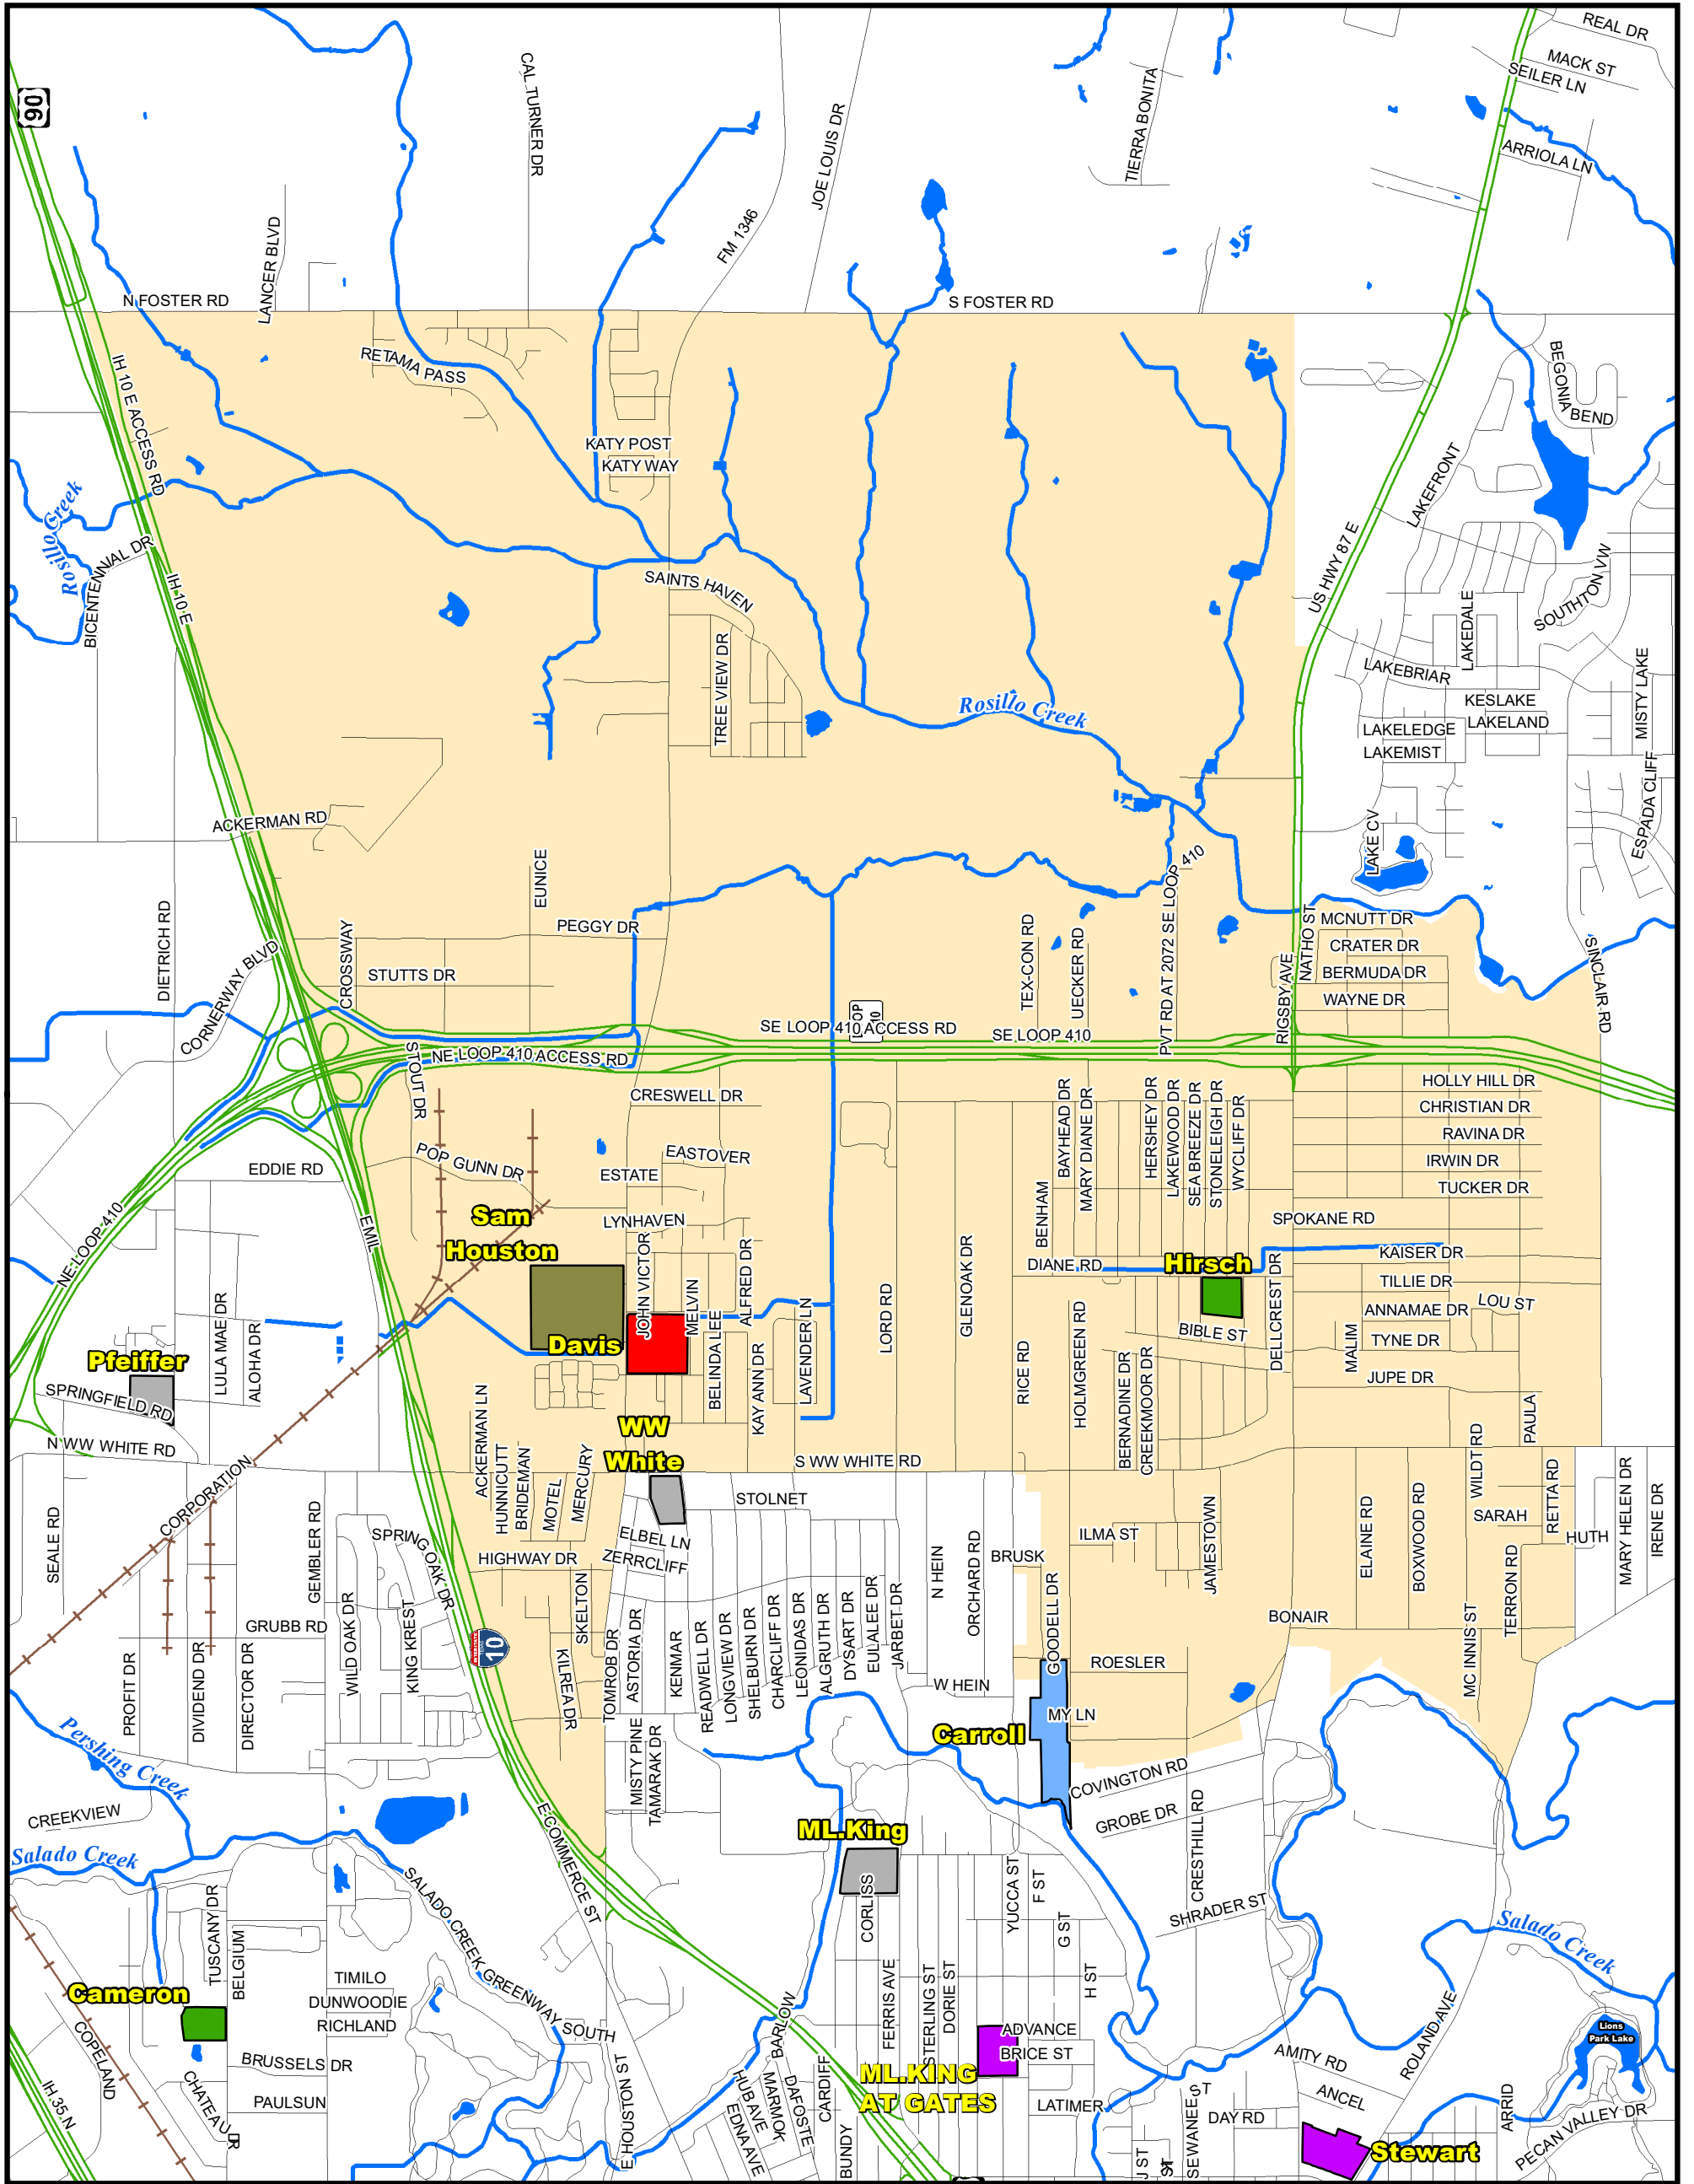 REAL DR
MACK ST
SEILER LN
90
CAL TURNER DR
JOE LOUIS DR
TIERRA BONITA
ARRIOLA LN
FM 1346
LANCER BLVD
N FOSTER RD
S FOSTER RD
IH 10 E ACCESS RD
RETAMA PASS
BEGONIA BEND
KATY POST
KATY WAY
LAKEFRONT
Rosillo Creek
BICENTENNIAL DR
IH 10 E
US HWY 87 E
SAINTS HAVEN
SOUTHTON VW
LAKEDALE
TREE VIEW DR
LAKEBRIAR
MISTY LAKE
Rosillo Creek
KESLAKE
LAKELAND
LAKELEDGE
LAKEMIST
ESPADA CLIFF
ACKERMAN RD
LAKE CV
EUNICE
PVT RD AT 2072 SE LOOP 410
DIETRICH RD
CORNERWAY BLVD
CROSSWAY
PEGGY DR
STUTTS DR
TEX-CON RD
UECKER RD
RIGSBY AVE
NATHO ST
MCNUTT DR
CRATER DR
BERMUDA DR
WAYNE DR
SINCLAIR RD
LOOP
SE LOOP 410 ACCESS RD
SE LOOP 410
NE LOOP 410 ACCESS RD
STOUT DR
CRESWELL DR
HOLLY HILL DR
CHRISTIAN DR
RAVINA DR
IRWIN DR
TUCKER DR
BAYHEAD DR
MARY DIANE DR
HERSHEY DR
LAKEWOOD DR
SEA BREEZE DR
STONELEIGH DR
WYCLIFF DR
EDDIE RD
POP GUNN DR
EASTOVER
ESTATE
BENHAM
SPOKANE RD
NE LOOP 410
E MIL
Sam
Houston
LYNHAVEN
JOHN VICTOR
MELVIN
ALFRED DR
GLENOAK DR
DIANE RD
Hirsch
KAISER DR
TILLIE DR
ANNAMAE DR
LOU ST
TYNE DR
BIBLE ST
DELLCREST DR
MALIM
JUPE DR
LULA MAE DR
ALOHA DR
Pfeiffer
SPRINGFIELD RD
Davis
BELINDA LEE
KAY ANN DR
LAVENDER LN
LORD RD
RICE RD
HOLMGREEN RD
BERNADINE DR
CREEKMOOR DR
PAULA
N WW WHITE RD
WW
White
S WW WHITE RD
ACKERMAN LN
HUNNICUTT
BRIDEMAN
MOTEL
MERCURY
CORPORATION
SEALE RD
GEMBLER RD
SPRING OAK DR
STOLNET
ELBEL LN
ZERRCLIFF
HIGHWAY DR
SKELTON
N HEIN
ORCHARD RD
BRUSK
ILMA ST
JAMESTOWN
ELAINE RD
BOXWOOD RD
WILDT RD
SARAH
RETTA RD
HUTH
MARY HELEN DR
IRENE DR
TERRON RD
MC INNIS ST
BONAIR
GRUBB RD
WILD OAK DR
KING KREST
10
KILREA DR
TOMROB DR
ASTORIA DR
KENMAR
READWELL DR
LONGVIEW DR
SHELBURN DR
CHARCLIFF DR
LEONIDAS DR
ALGRUTH DR
DYSART DR
EULALEE DR
JARBET DR
W HEIN
GOODELL DR
ROESLER
MY LN
Carroll
PROFIT DR
DIVIDEND DR
DIRECTOR DR
MISTY PINE
TAMARAK DR
Pershing Creek
CREEKVIEW
Salado Creek
COVINGTON RD
GROBE DR
CRESTHILL RD
SHRADER ST
E COMMERCE ST
ML.King
CORLISS
YUCCA ST
F ST
G ST
H ST
Salado Creek
TUSCANY DR
BELGIUM
SALADO CREEK GREENWAY SOUTH
TIMILO
DUNWOODIE
RICHLAND
Cameron
COPELAND
BRUSSELS DR
PAULSUN
CHATEAU DR
IH 35 N
E HOUSTON ST
BARLOW
HUB AVE
EDNA AVE
MARMOK
DAFOSTE
CARDIFF
BUNDY
FERRIS AVE
STERLING ST
DORIE ST
ADVANCE
BRICE ST
ML.KING
AT GATES
LATIMER
J ST
ST
SEWANEE ST
DAY RD
AMITY RD
ANCEL
ROLAND AVE
Lions
Park Lake
ARRID
PECAN VALLEY DR
Stewart